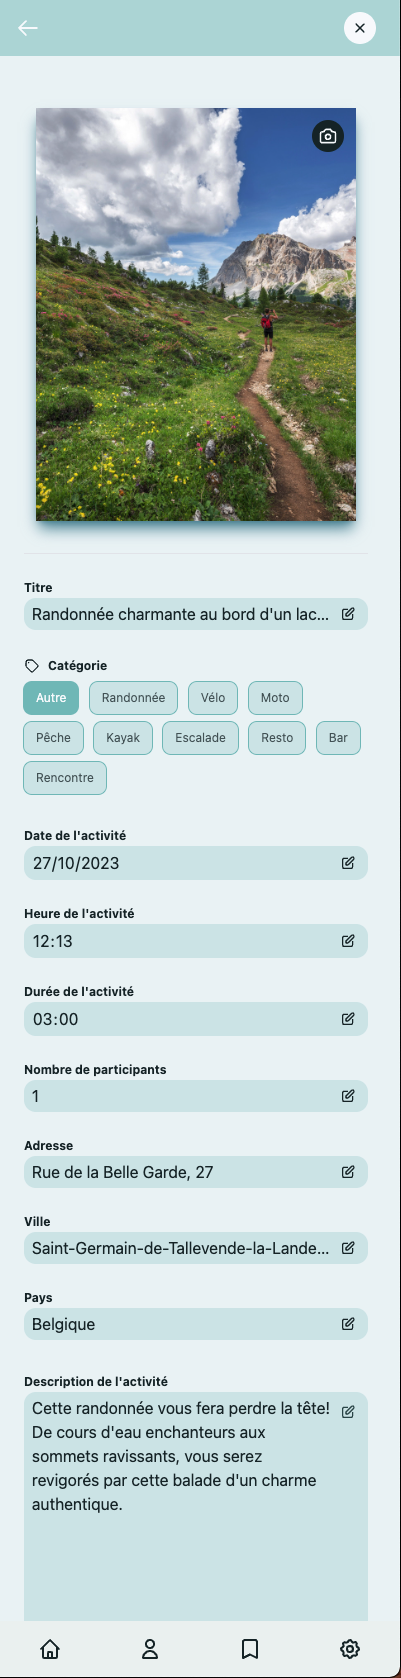 Titre
Randonnée charmante au bord d'un lac...
Catégorie
Autre
Randonnée
Vélo
Moto
Pêche
Kayak
Escalade
Resto
Bar
Rencontre
Date de l'activité
27/10/2023
Heure de l'activité
12:13
Durée de l'activité
03:00
Nombre de participants
1
Adresse
Rue de la Belle Garde, 27
Ville
Saint-Germain-de-Tallevende-la-Lande...
Pays
Belgique
Description de l'activité
Cette randonnée vous fera perdre la tête!
De cours d'eau enchanteurs aux
sommets ravissants, vous serez
revigorés par cette balade d'un charme
authentique.